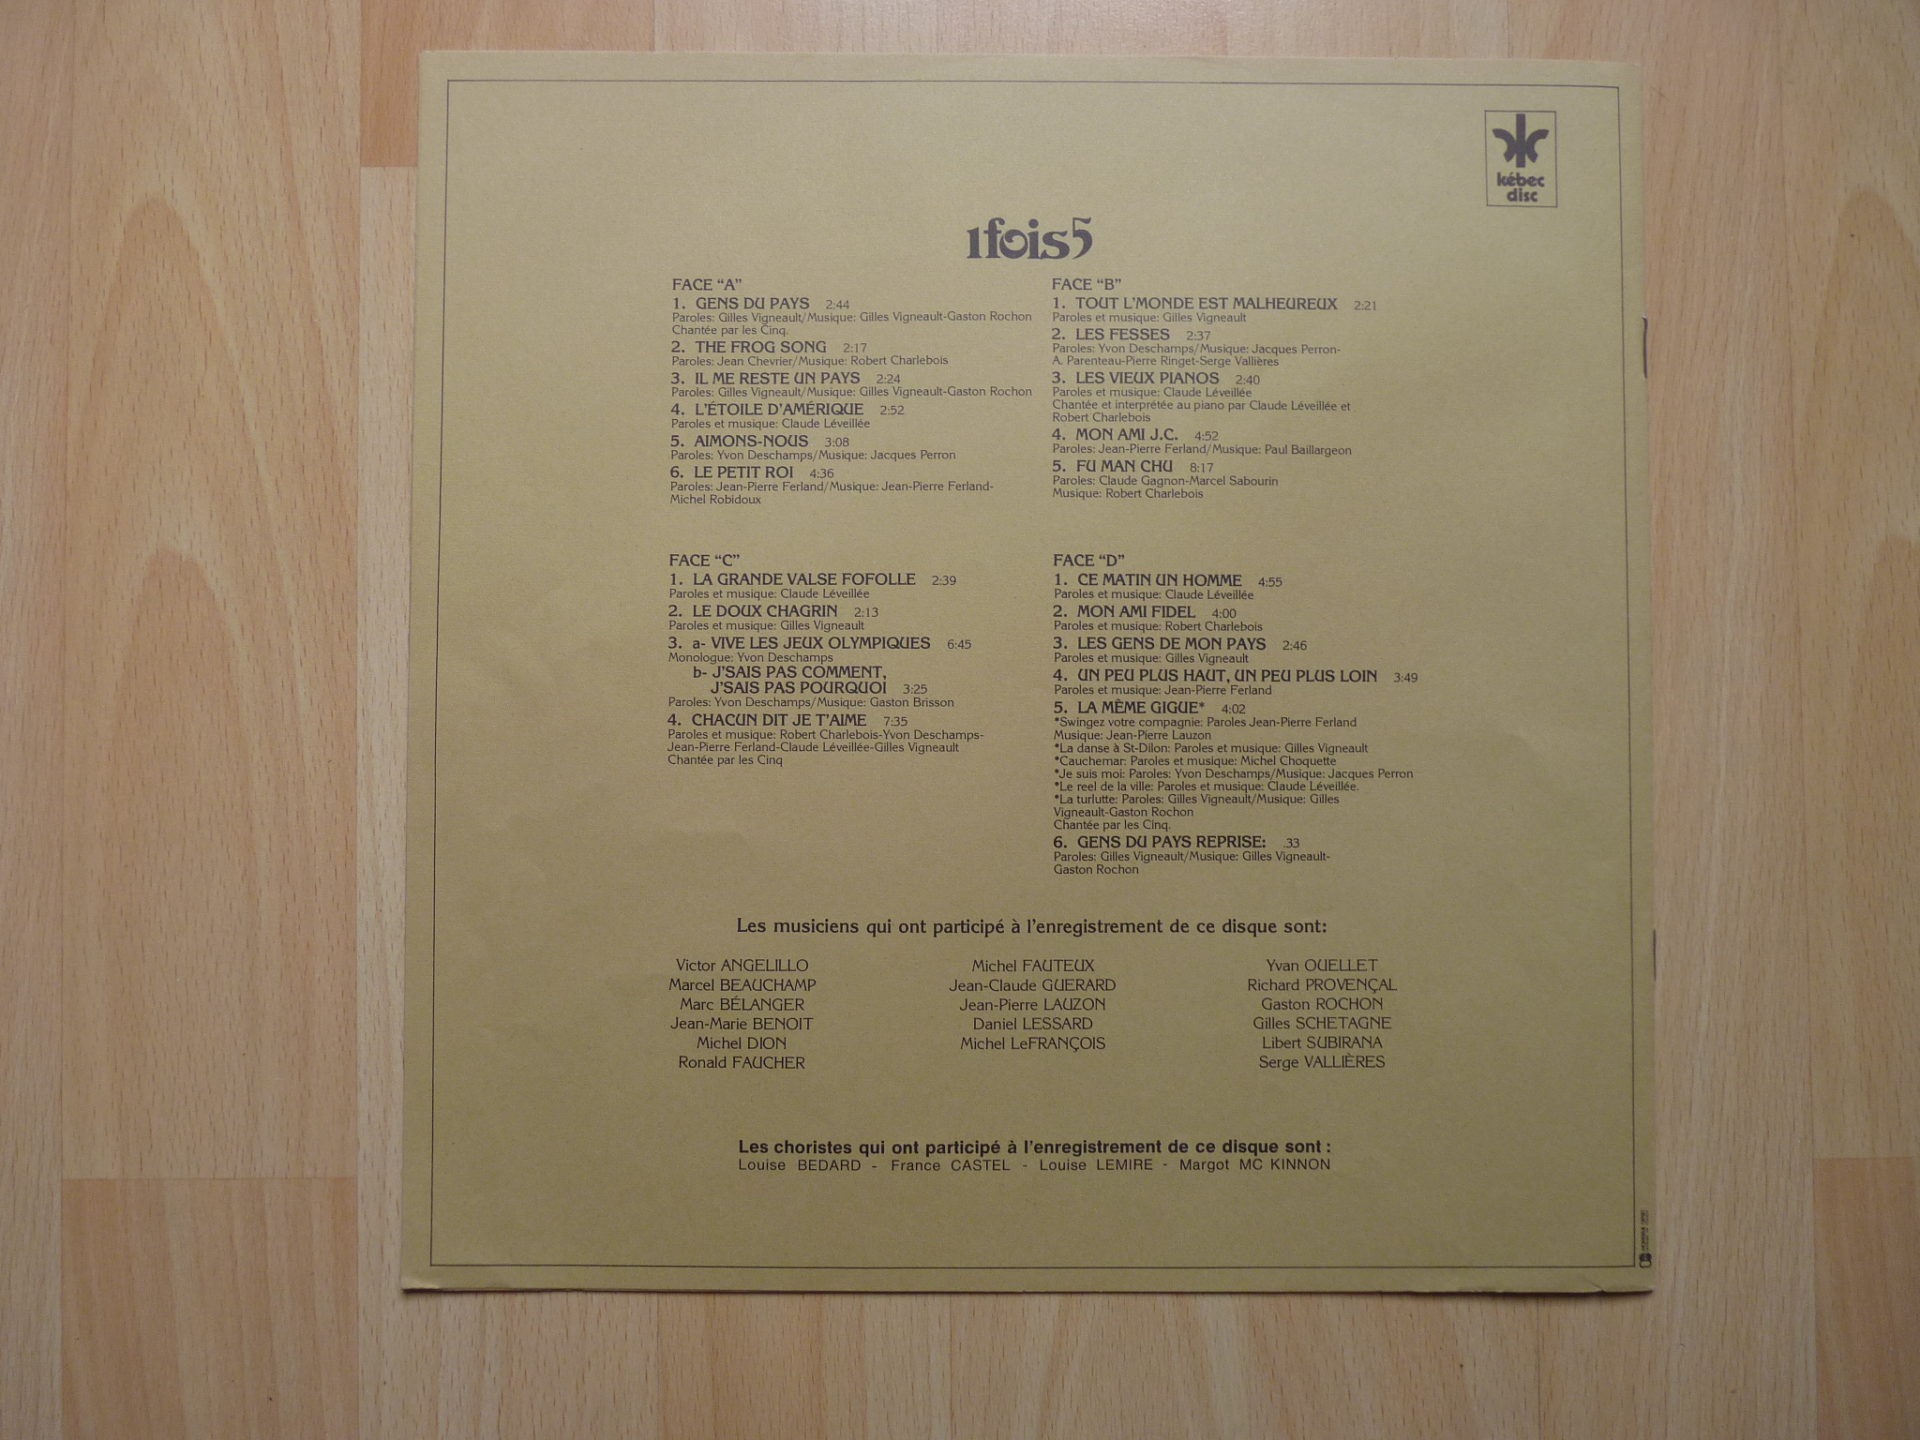 kébec
disc
1fois5
FACE "A"
1. GENS DU PAYS 2:44
Paroles: Gilles Vigneault/Musique: Gilles Vigneault-Gaston Rochon
Chantée par les Cinq.
2. THE FROG SONG 2:17
Paroles: Jean Chevrier/Musique: Robert Charlebois
3. IL ME RESTE UN PAYS 2:24
Paroles: Gilles Vigneault/Musique: Gilles Vigneault-Gaston Rochon
4. L'ÉTOILE D'AMÉRIQUE 2:52
Paroles et musique: Claude Léveillée
5. AIMONS-NOUS 3:08
Paroles: Yvon Deschamps/Musique: Jacques Perron
6. LE PETIT ROI 4:36
Paroles: Jean-Pierre Ferland/Musique: Jean-Pierre Ferland-
Michel Robidoux
FACE "B"
1. TOUT L'MONDE EST MALHEUREUX 2:21
Paroles et musique: Gilles Vigneault
2. LES FESSES 2:37
Paroles: Yvon Deschamps/Musique: Jacques Perron-
A. Parenteau-Pierre Ringet-Serge Vallières
3. LES VIEUX PIANOS 2:40
Paroles et musique: Claude Léveillée
Chantée et interprétée au piano par Claude Léveillée et
Robert Charlebois
4. MON AMI J.C. 4:52
Paroles: Jean-Pierre Ferland/Musique: Paul Baillargeon
5. FU MAN CHU 8:17
Paroles: Claude Gagnon-Marcel Sabourin
Musique: Robert Charlebois
FACE "C"
1. LA GRANDE VALSE FOFOLLE 2:39
Paroles et musique: Claude Léveillée
2. LE DOUX CHAGRIN 2:13
Paroles et musique: Gilles Vigneault
3. a- VIVE LES JEUX OLYMPIQUES 6:45
Monologue: Yvon Deschamps
b- J'SAIS PAS COMMENT,
J'SAIS PAS POURQUOI 3:25
Paroles: Yvon Deschamps/Musique: Gaston Brisson
4. CHACUN DIT JE T'AIME 7:35
Paroles et musique: Robert Charlebois-Yvon Deschamps-
Jean-Pierre Ferland-Claude Léveillée-Gilles Vigneault
Chantée par les Cinq
FACE "D"
1. CE MATIN UN HOMME 4:55
Paroles et musique: Claude Léveillée
2. MON AMI FIDEL 4:00
Paroles et musique: Robert Charlebois
3. LES GENS DE MON PAYS 2:46
Paroles et musique: Gilles Vigneault
4. UN PEU PLUS HAUT, UN PEU PLUS LOIN 3:49
Paroles et musique: Jean-Pierre Ferland
5. LA MÊME GIGUE* 4:02
*Swingez votre compagnie: Paroles Jean-Pierre Ferland
Musique: Jean-Pierre Lauzon
*La danse à St-Dilon: Paroles et musique: Gilles Vigneault
*Cauchemar: Paroles et musique: Michel Choquette
*Je suis moi: Paroles: Yvon Deschamps/Musique: Jacques Perron
*Le reel de la ville: Paroles et musique: Claude Léveillée.
*La turlutte: Paroles: Gilles Vigneault/Musique: Gilles
Vigneault-Gaston Rochon
Chantée par les Cinq.
6. GENS DU PAYS REPRISE: .33
Paroles: Gilles Vigneault/Musique: Gilles Vigneault-
Gaston Rochon
Les musiciens qui ont participé à l'enregistrement de ce disque sont:
Victor ANGELILLO
Marcel BEAUCHAMP
Marc BÉLANGER
Jean-Marie BENOIT
Michel DION
Ronald FAUCHER
Michel FAUTEUX
Jean-Claude GUERARD
Jean-Pierre LAUZON
Daniel LESSARD
Michel LeFRANÇOIS
Yvan OUELLET
Richard PROVENÇAL
Gaston ROCHON
Gilles SCHETAGNE
Libert SUBIRANA
Serge VALLIÈRES
Les choristes qui ont participé à l'enregistrement de ce disque sont :
Louise BEDARD - France CASTEL - Louise LEMIRE - Margot MC KINNON